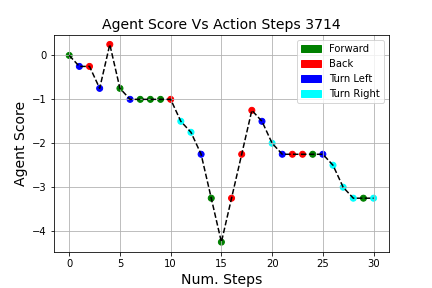 Agent Score Vs Action Steps 3714
Forward
Back
Turn Left
Turn Right
Agent Score
0
−1
−2
−3
−4
0 5 10 15 20 25 30
Num. Steps